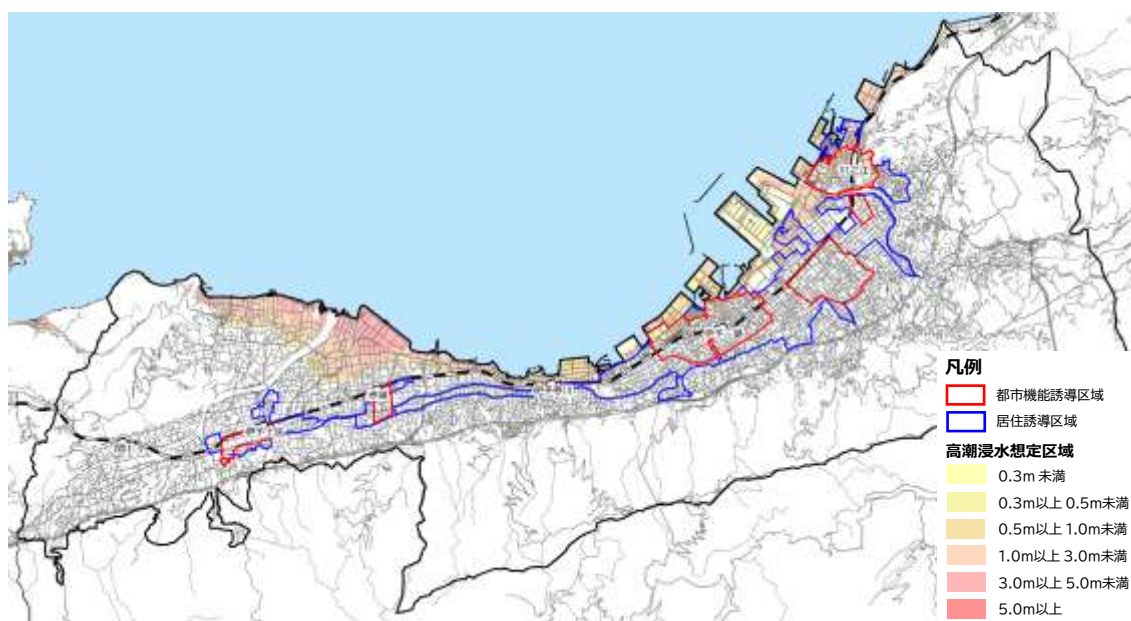 凡例
都市機能誘導区域
居住誘導区域
高潮浸水想定区域
0.3m 未満
0.3m以上 0.5m未満
0.5m以上 1.0m未満
1.0m以上 3.0m未満
3.0m以上 5.0m未満
5.0m以上